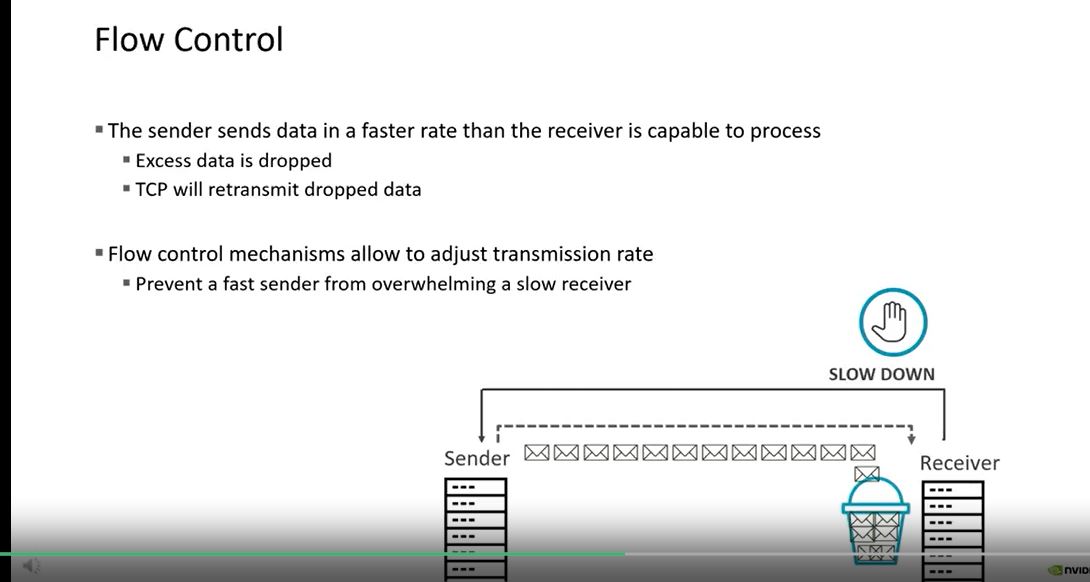 Flow Control
▪ The sender sends data in a faster rate than the receiver is capable to process
▪ Excess data is dropped
▪ TCP will retransmit dropped data
▪ Flow control mechanisms allow to adjust transmission rate
▪ Prevent a fast sender from overwhelming a slow receiver
SLOW DOWN
Sender
Receiver
NVID